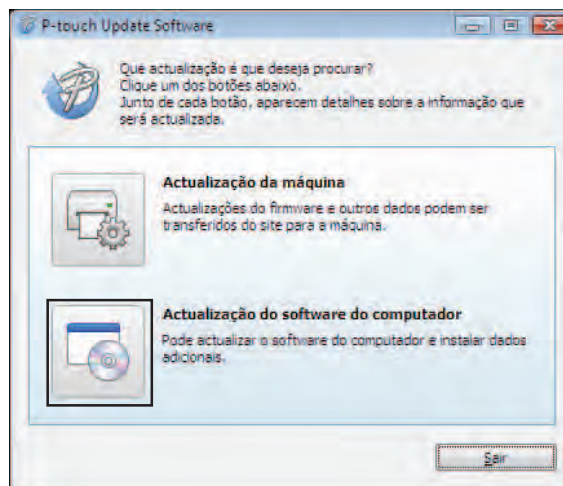 P-touch Update Software
Que actualização é que deseja procurar?
Clique um dos botões abaixo.
Junto de cada botão, aparecem detalhes sobre a informação que
será actualizada.
Actualização da máquina
Actualizações do firmware e outros dados podem ser
transferidos do site para a máquina.
Actualização do software do computador
Pode actualizar o software do computador e instalar dados
adicionais.
Sair